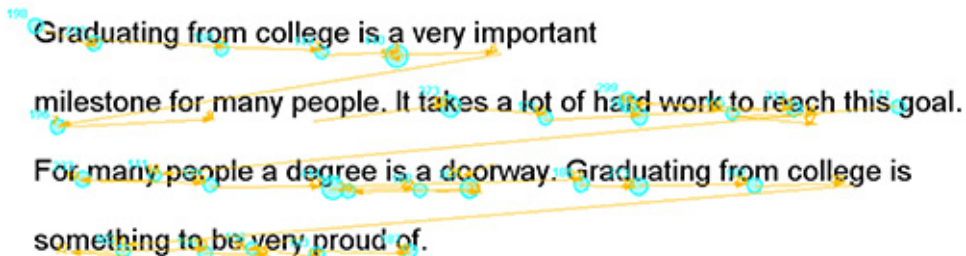 Graduating from college is a very important
milestone for many people. It takes a lot of hard work to reach this goal.
For many people a degree is a doorway. Graduating from college is
something to be very proud of.